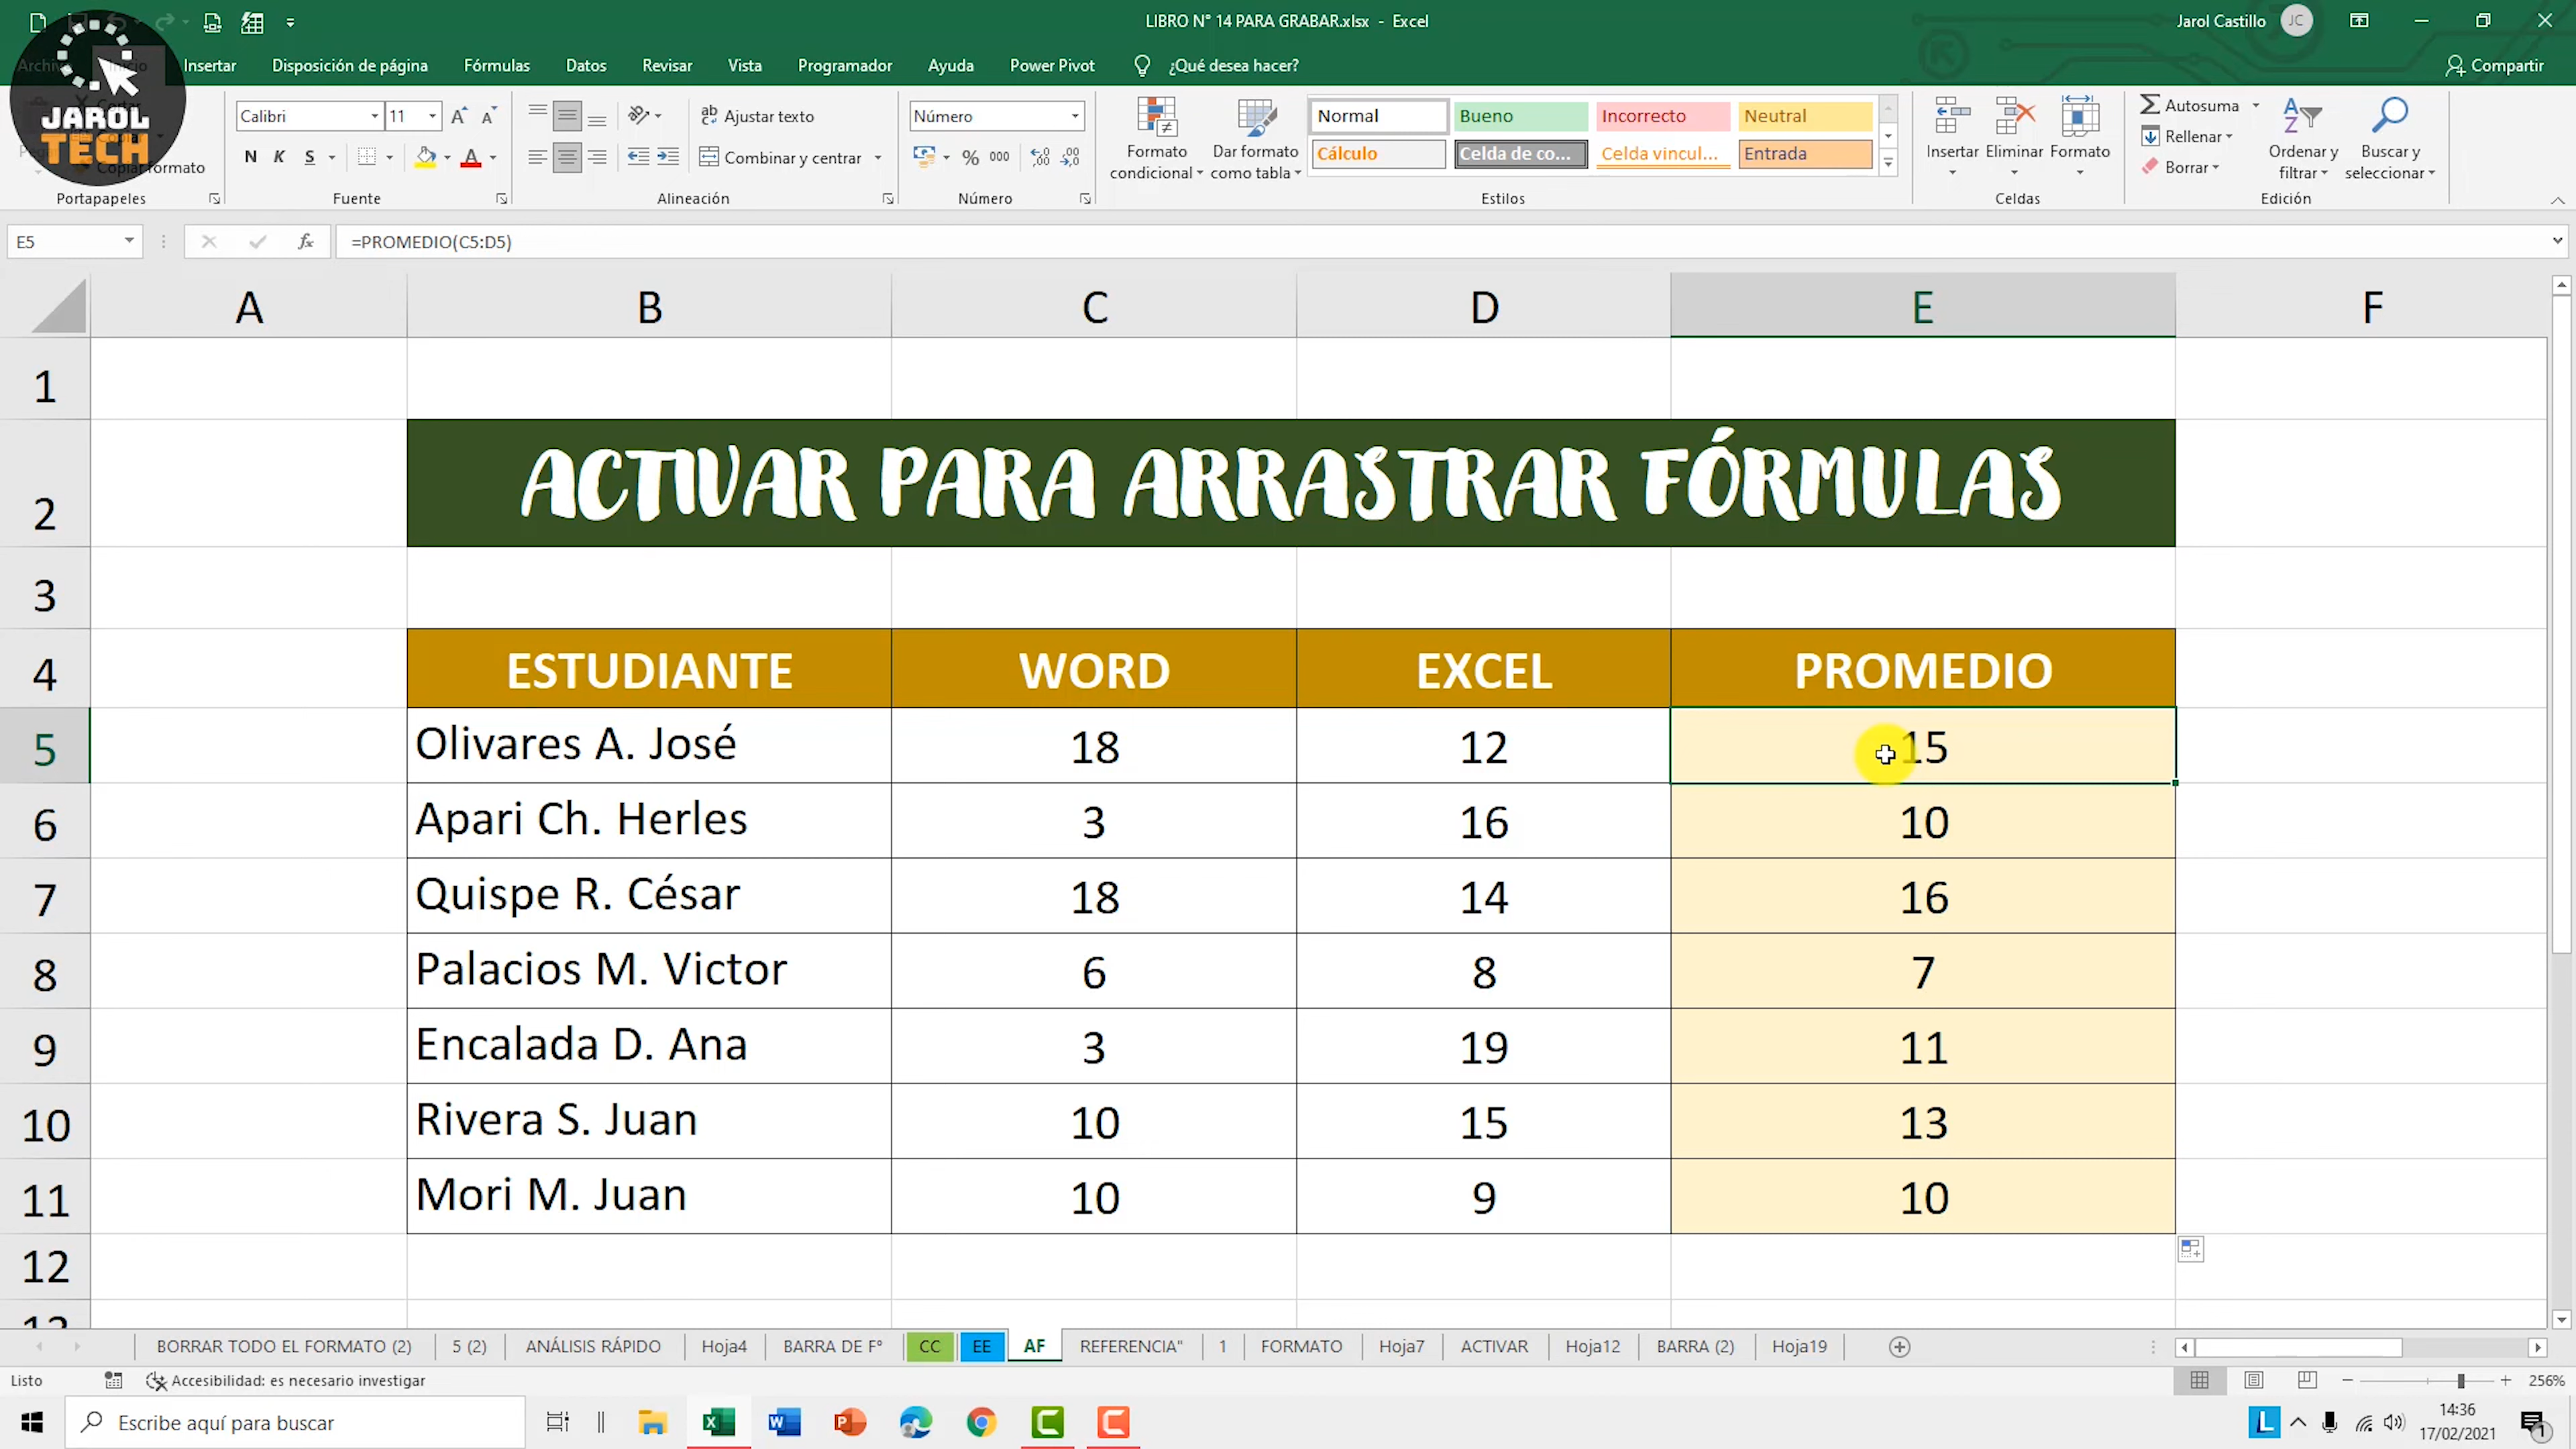 LIBRO N° 14 PARA GRABAR.xlsx - Excel
Jarol Castillo
JC
Insertar
Disposición de página
Fórmulas
Datos
Revisar
Vista
Programador
Ayuda
Power Pivot
¿Qué desea hacer?
Compartir
JAROL
TECH
Calibri
11
Ajustar texto
Número
Formato condicional
Dar formato como tabla
Normal
Bueno
Incorrecto
Neutral
Cálculo
Celda de co...
Celda vincul...
Entrada
Insertar
Eliminar
Formato
Autosuma
Rellenar
Borrar
Ordenar y filtrar
Buscar y seleccionar
N K S
Combinar y centrar
% 000
Portapapeles
Fuente
Alineación
Número
Estilos
Celdas
Edición
E5
fx
=PROMEDIO(C5:D5)
A B C D E F
1
2 ACTIVAR PARA ARRASTRAR FÓRMULAS
3
4 ESTUDIANTE WORD EXCEL PROMEDIO
5 Olivares A. José 18 12 15
6 Apari Ch. Herles 3 16 10
7 Quispe R. César 18 14 16
8 Palacios M. Victor 6 8 7
9 Encalada D. Ana 3 19 11
10 Rivera S. Juan 10 15 13
11 Mori M. Juan 10 9 10
12
13
BORRAR TODO EL FORMATO (2)
5 (2)
ANÁLISIS RÁPIDO
Hoja4
BARRA DE F°
CC
EE
AF
REFERENCIA"
1
FORMATO
Hoja7
ACTIVAR
Hoja12
BARRA (2)
Hoja19
Listo
Accesibilidad: es necesario investigar
256%
Escribe aquí para buscar
14:36
17/02/2021